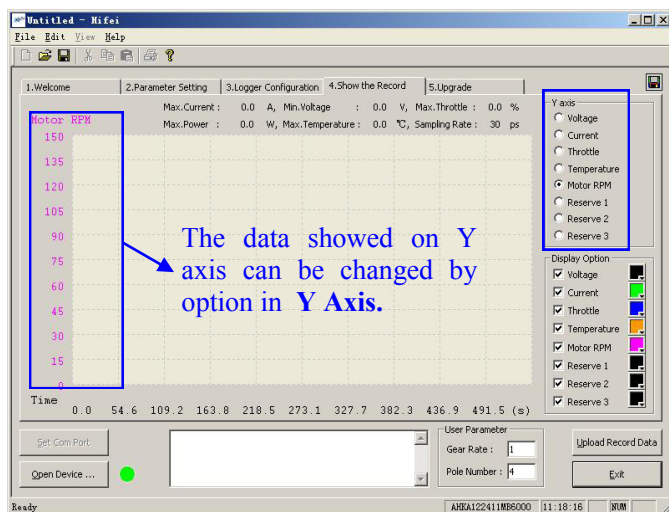 Untitled - Hifei
File Edit View Help
1.Welcome 2.Parameter Setting 3.Logger Configuration 4.Show the Record 5.Upgrade
Max.Current : 0.0 A, Min.Voltage : 0.0 V, Max.Throttle : 0.0 %
Max.Power : 0.0 W, Max.Temperature : 0.0 ℃, Sampling Rate : 30 ps
Motor RPM
150
135
120
105
90
75
60
45
30
15
0
Time
0.0 54.6 109.2 163.8 218.5 273.1 327.7 382.3 436.9 491.5 (s)
The data showed on Y
axis can be changed by
option in Y Axis.
Y axis
Voltage
Current
Throttle
Temperature
Motor RPM
Reserve 1
Reserve 2
Reserve 3
Display Option
Voltage
Current
Throttle
Temperature
Motor RPM
Reserve 1
Reserve 2
Reserve 3
Set Com Port
Open Device ...
User Parameter
Gear Rate : 1
Pole Number : 4
Upload Record Data
Exit
Ready AHKA122411MB6000 11:18:16 NUM